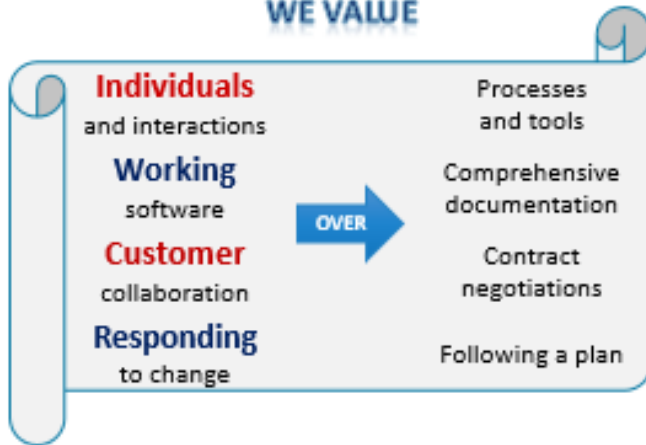 WE VALUE
Individuals
and interactions
Processes
and tools
Working
software
Comprehensive
documentation
OVER
Customer
collaboration
Contract
negotiations
Responding
to change
Following a plan